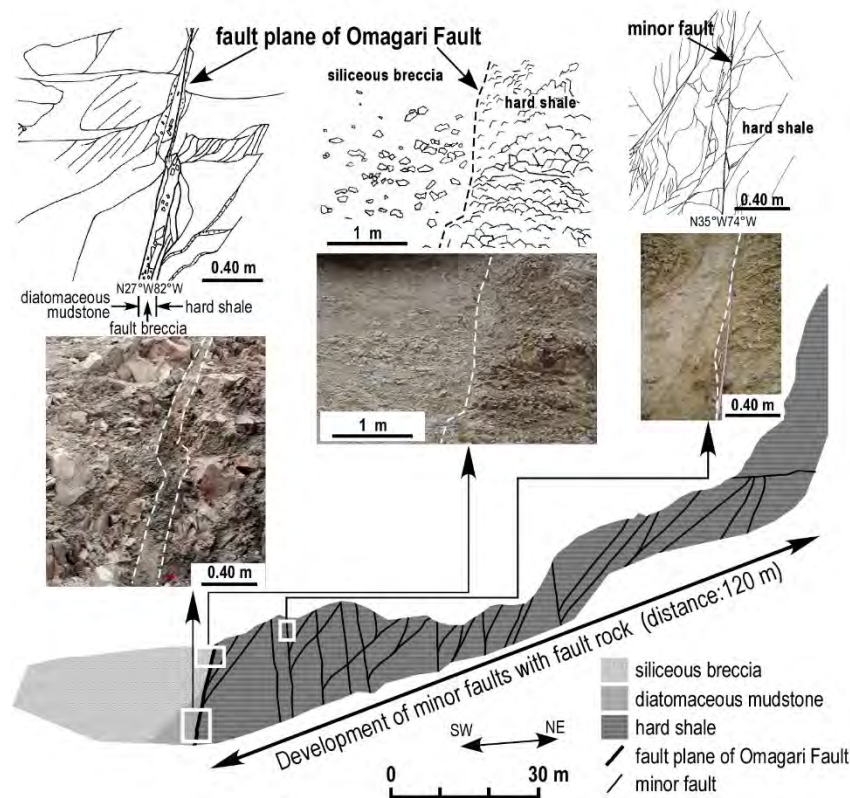 fault plane of Omagari Fault
minor fault
siliceous breccia
hard shale
hard shale
0.40 m
N35°W74°W
1 m
N27°W82°W
0.40 m
diatomaceous
mudstone
hard shale
fault breccia
1 m
0.40 m
0.40 m
Development of minor faults with fault rock (distance:120 m)
SW
NE
0
30 m
siliceous breccia
diatomaceous mudstone
hard shale
fault plane of Omagari Fault
minor fault